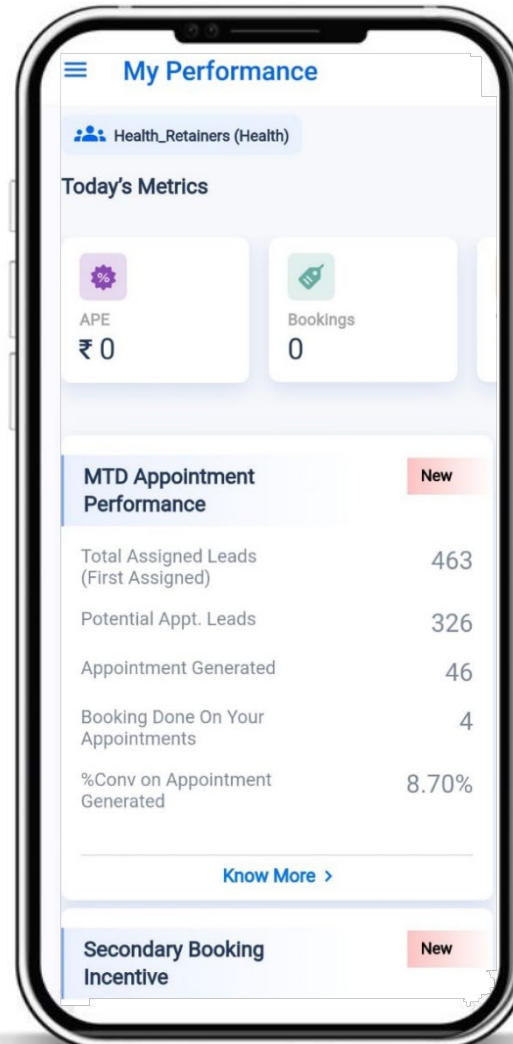 My Performance
Health_Retainers (Health)
Today's Metrics
APE
₹ 0
Bookings
0
MTD Appointment
Performance
New
Total Assigned Leads
(First Assigned)
463
Potential Appt. Leads
326
Appointment Generated
46
Booking Done On Your
Appointments
4
%Conv on Appointment
Generated
8.70%
Know More >
Secondary Booking
Incentive
New